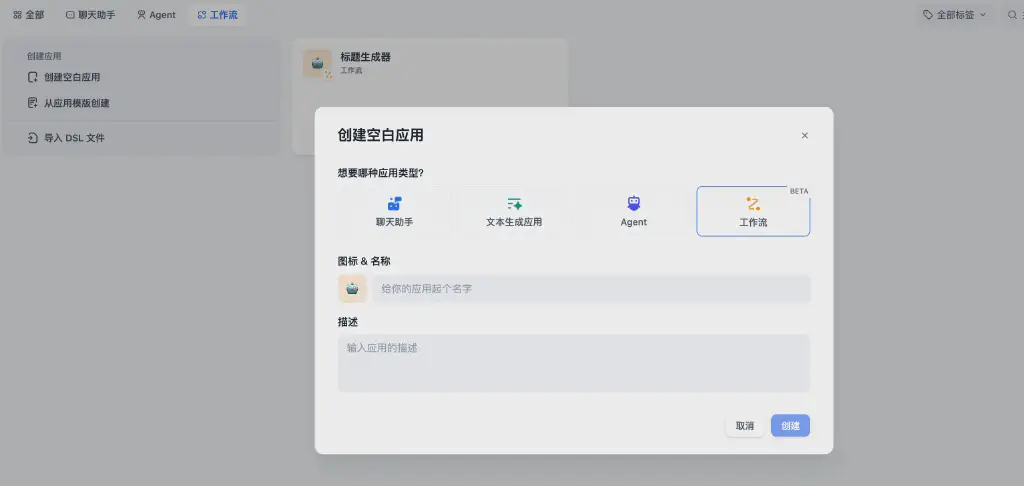 全部 聊天助手 Agent 工作流 全部标签
创建应用
创建空白应用
从应用模版创建
导入 DSL 文件
标题生成器
工作流
创建空白应用
想要哪种应用类型?
聊天助手 文本生成应用 Agent 工作流 BETA
图标 & 名称
给你的应用起个名字
描述
输入应用的描述
取消 创建